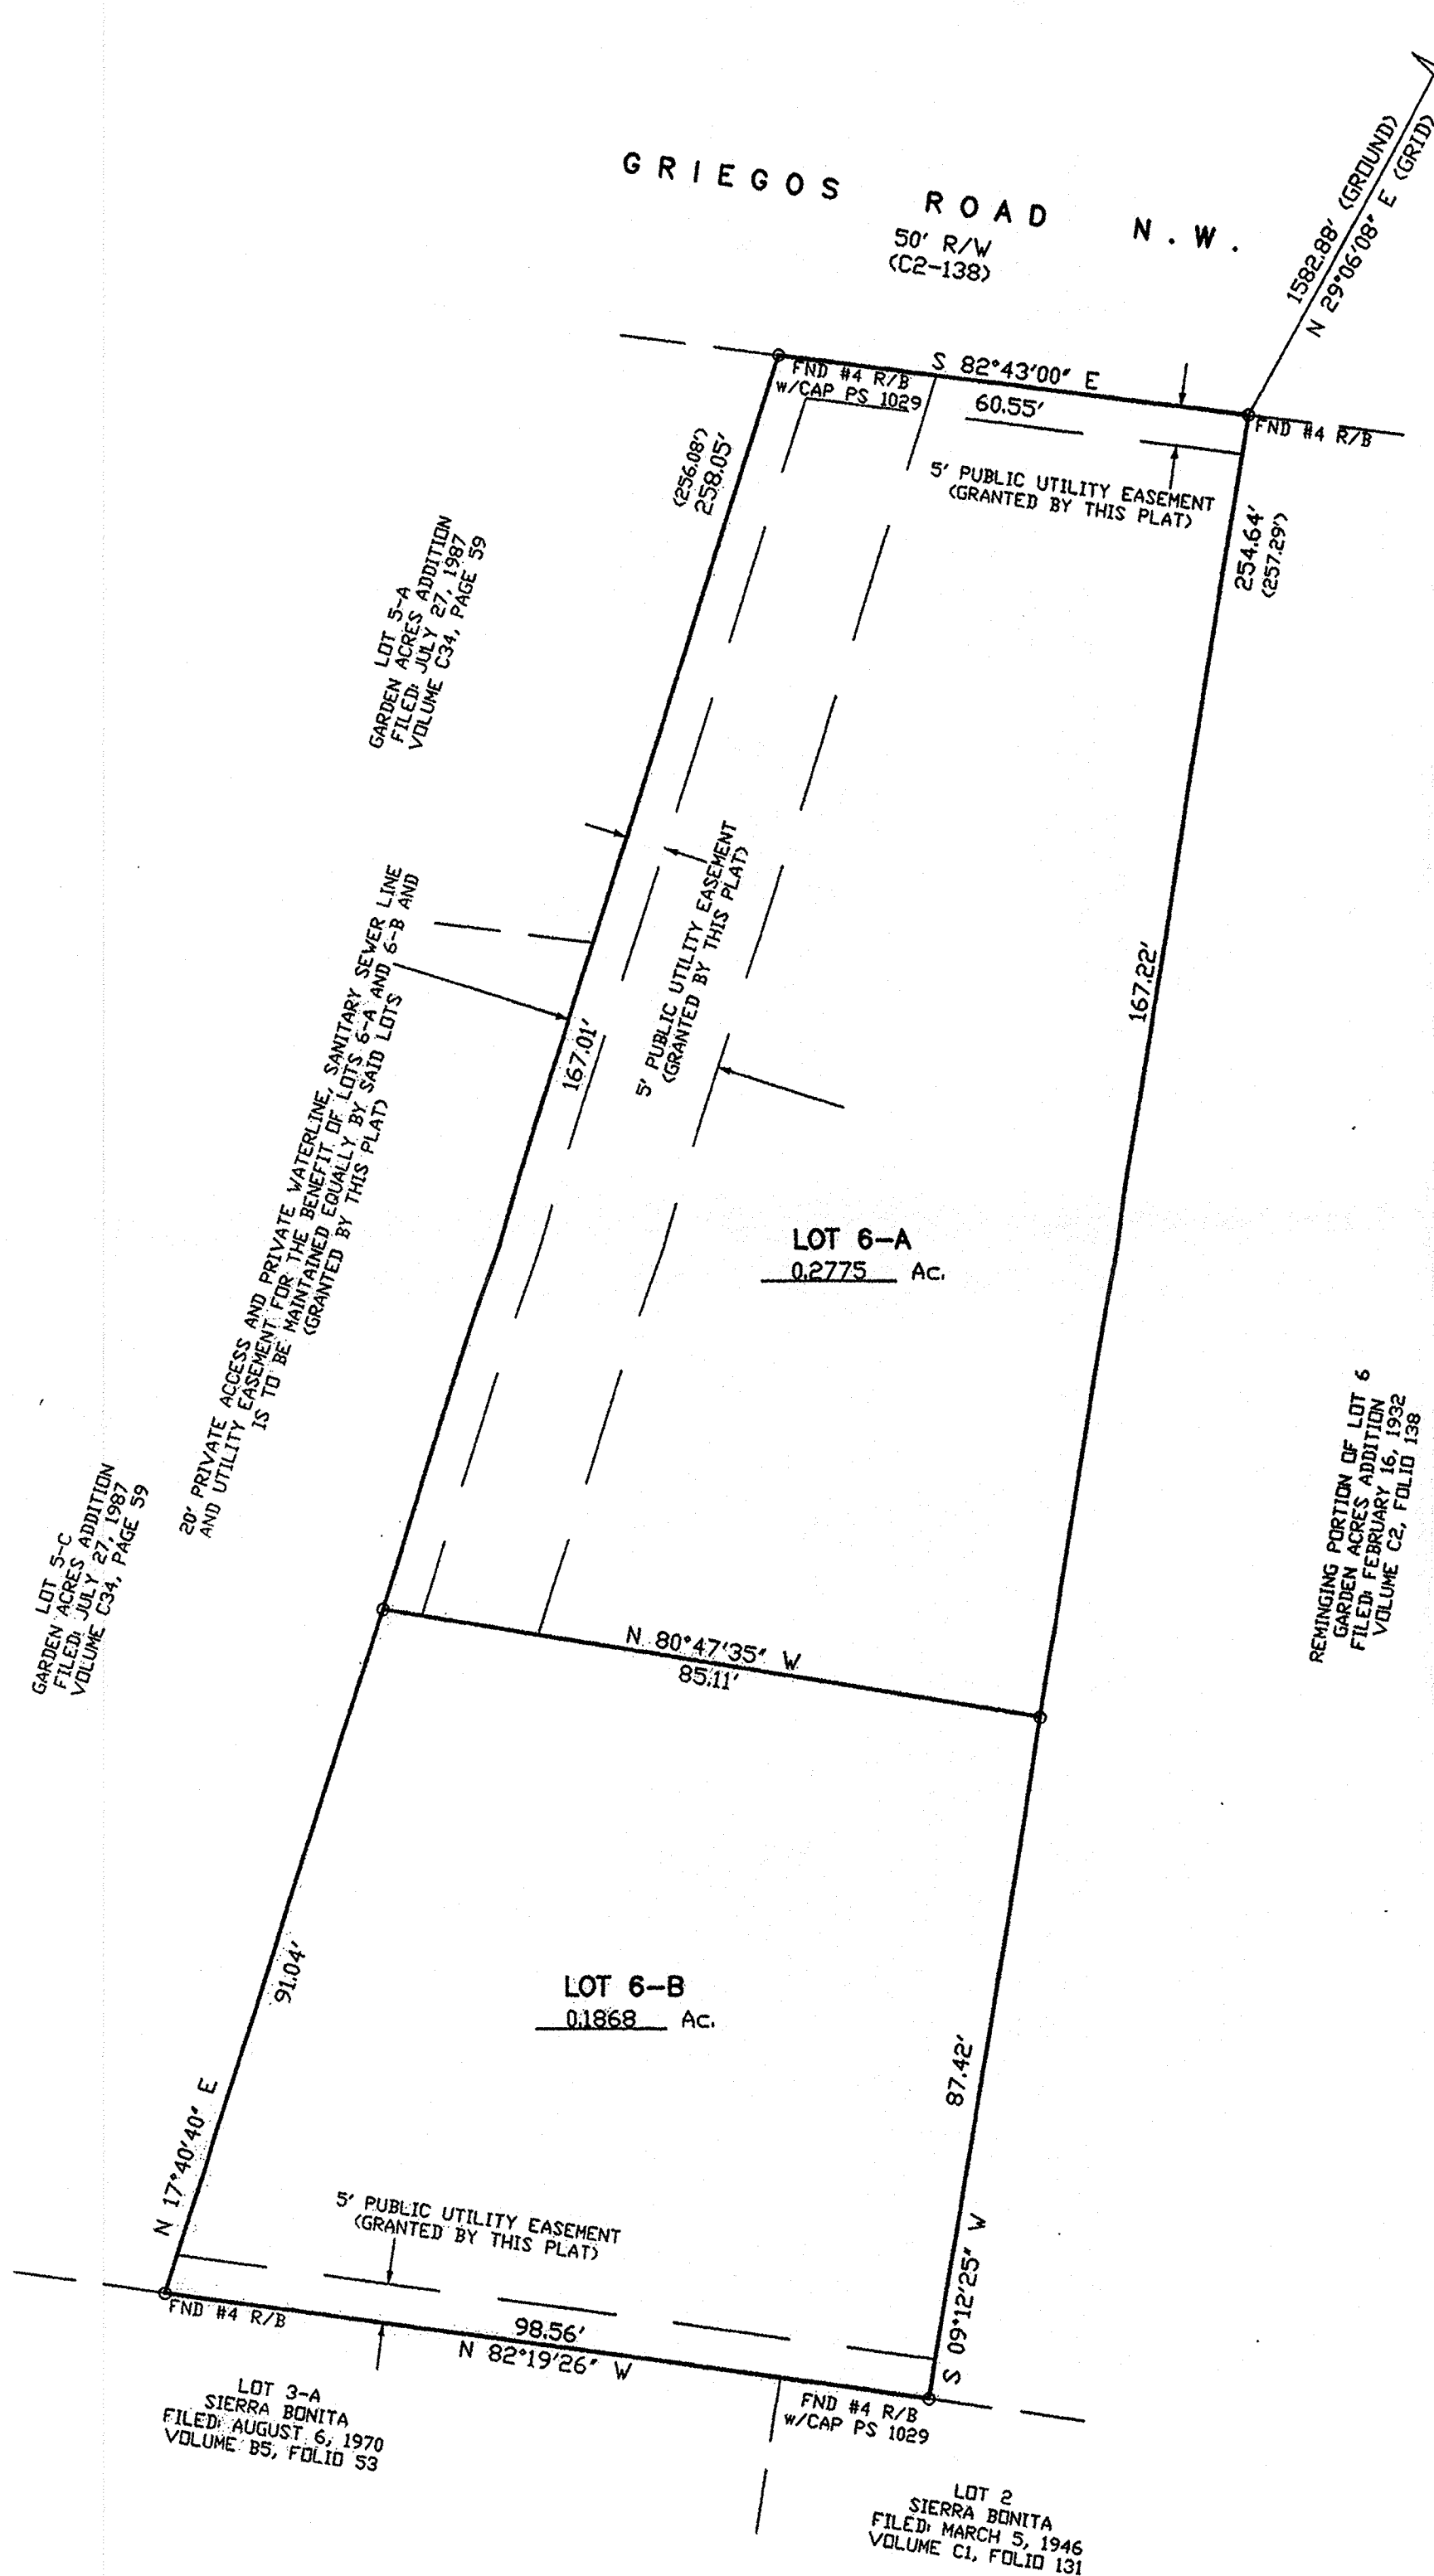 GRIEGOS ROAD N.W.
50' R/W
(C2-138)
1582.88' (GROUND)
N 29°06'08" E (GRID)
S 82°43'00" E
60.55'
FND #4 R/B
w/CAP PS 1029
FND #4 R/B
5' PUBLIC UTILITY EASEMENT
(GRANTED BY THIS PLAT)
(256.08')
258.05'
254.64'
(257.29')
LOT 5-A
GARDEN ACRES ADDITION
FILED: JULY 27, 1987
VOLUME C34, PAGE 59
5' PUBLIC UTILITY EASEMENT
(GRANTED BY THIS PLAT)
167.01'
167.22'
20' PRIVATE ACCESS AND PRIVATE WATERLINE, SANITARY SEWER LINE
AND UTILITY EASEMENT FOR THE BENEFIT OF LOTS 6-A AND 6-B AND
IS TO BE MAINTAINED EQUALLY BY SAID LOTS
(GRANTED BY THIS PLAT)
LOT 6-A
0.2775 Ac.
REMINGING PORTION OF LOT 6
GARDEN ACRES ADDITION
FILED: FEBRUARY 16, 1932
VOLUME C2, FOLIO 138
LOT 5-C
GARDEN ACRES ADDITION
FILED: JULY 27, 1987
VOLUME C34, PAGE 59
N 80°47'35" W
85.11'
91.04'
LOT 6-B
0.1868 Ac.
87.42'
N 17°40'40" E
S 09°12'25" W
5' PUBLIC UTILITY EASEMENT
(GRANTED BY THIS PLAT)
FND #4 R/B
98.56'
N 82°19'26" W
FND #4 R/B
w/CAP PS 1029
LOT 3-A
SIERRA BONITA
FILED: AUGUST 6, 1970
VOLUME B5, FOLIO 53
LOT 2
SIERRA BONITA
FILED: MARCH 5, 1946
VOLUME C1, FOLIO 131